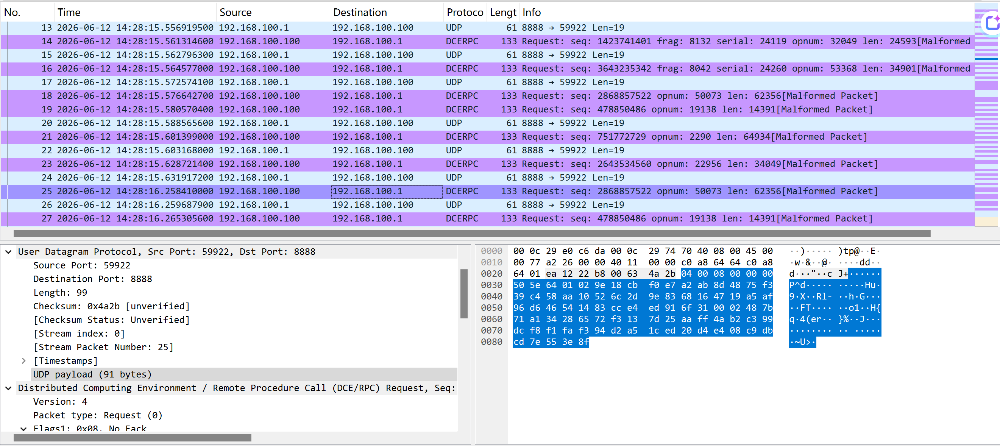 No. Time Source Destination Protoco Lengt Info
13 2026-06-12 14:28:15.556919500 192.168.100.1 192.168.100.100 UDP 61 8888 → 59922 Len=19
14 2026-06-12 14:28:15.561314600 192.168.100.100 192.168.100.1 DCERPC 133 Request: seq: 1423741401 frag: 8132 serial: 24119 opnum: 32049 len: 24593[Malformed
15 2026-06-12 14:28:15.562796300 192.168.100.1 192.168.100.100 UDP 61 8888 → 59922 Len=19
16 2026-06-12 14:28:15.564577000 192.168.100.100 192.168.100.1 DCERPC 133 Request: seq: 3643235342 frag: 8042 serial: 24260 opnum: 53368 len: 34901[Malformed
17 2026-06-12 14:28:15.572574100 192.168.100.1 192.168.100.100 UDP 61 8888 → 59922 Len=19
18 2026-06-12 14:28:15.576642700 192.168.100.100 192.168.100.1 DCERPC 133 Request: seq: 2868857522 opnum: 50073 len: 62356[Malformed Packet]
19 2026-06-12 14:28:15.580570400 192.168.100.100 192.168.100.1 DCERPC 133 Request: seq: 478850486 opnum: 19138 len: 14391[Malformed Packet]
20 2026-06-12 14:28:15.588565600 192.168.100.1 192.168.100.100 UDP 61 8888 → 59922 Len=19
21 2026-06-12 14:28:15.601399000 192.168.100.100 192.168.100.1 DCERPC 133 Request: seq: 751772729 opnum: 2290 len: 64934[Malformed Packet]
22 2026-06-12 14:28:15.603168000 192.168.100.1 192.168.100.100 UDP 61 8888 → 59922 Len=19
23 2026-06-12 14:28:15.628721400 192.168.100.100 192.168.100.1 DCERPC 133 Request: seq: 2643534560 opnum: 22956 len: 34049[Malformed Packet]
24 2026-06-12 14:28:15.631917200 192.168.100.1 192.168.100.100 UDP 61 8888 → 59922 Len=19
25 2026-06-12 14:28:16.258410000 192.168.100.100 192.168.100.1 DCERPC 133 Request: seq: 2868857522 opnum: 50073 len: 62356[Malformed Packet]
26 2026-06-12 14:28:16.259687900 192.168.100.1 192.168.100.100 UDP 61 8888 → 59922 Len=19
27 2026-06-12 14:28:16.265305600 192.168.100.100 192.168.100.1 DCERPC 133 Request: seq: 478850486 opnum: 19138 len: 14391[Malformed Packet]
User Datagram Protocol, Src Port: 59922, Dst Port: 8888
Source Port: 59922
Destination Port: 8888
Length: 99
Checksum: 0x4a2b [unverified]
[Checksum Status: Unverified]
[Stream index: 0]
[Stream Packet Number: 25]
[Timestamps]
UDP payload (91 bytes)
Distributed Computing Environment / Remote Procedure Call (DCE/RPC) Request, Seq:
Version: 4
Packet type: Request (0)
Flags1: 0x08, No Fack
0000 00 0c 29 e0 c6 da 00 0c 29 74 70 40 08 00 45 00 ··)····· )tp@··E·
0010 00 77 a2 26 00 00 40 11 00 00 c0 a8 64 64 c0 a8 ·w·&··@· ····dd··
0020 64 01 ea 12 22 b8 00 63 4a 2b 04 00 08 00 00 00 d···"··c J+······
0030 50 5e 64 01 02 9e 18 cb f0 e7 a2 ab 8d 48 75 f3 P^d····· ·····Hu·
0040 39 c4 58 aa 10 52 6c 2d 9e 83 68 16 47 19 a5 af 9·X··Rl- ··h·G···
0050 96 d6 46 54 14 83 cc e4 ed 91 6f 31 00 02 48 7b ··FT···· ··o1··H{
0060 71 a1 34 28 65 72 f3 13 7d 25 aa ff 4a b2 c3 99 q·4(er·· }%··J···
0070 dc f8 f1 fa f3 94 d2 a5 1c ed 20 d4 e4 08 c9 db ········ ·· ·····
0080 cd 7e 55 3e 8f ·~U>·